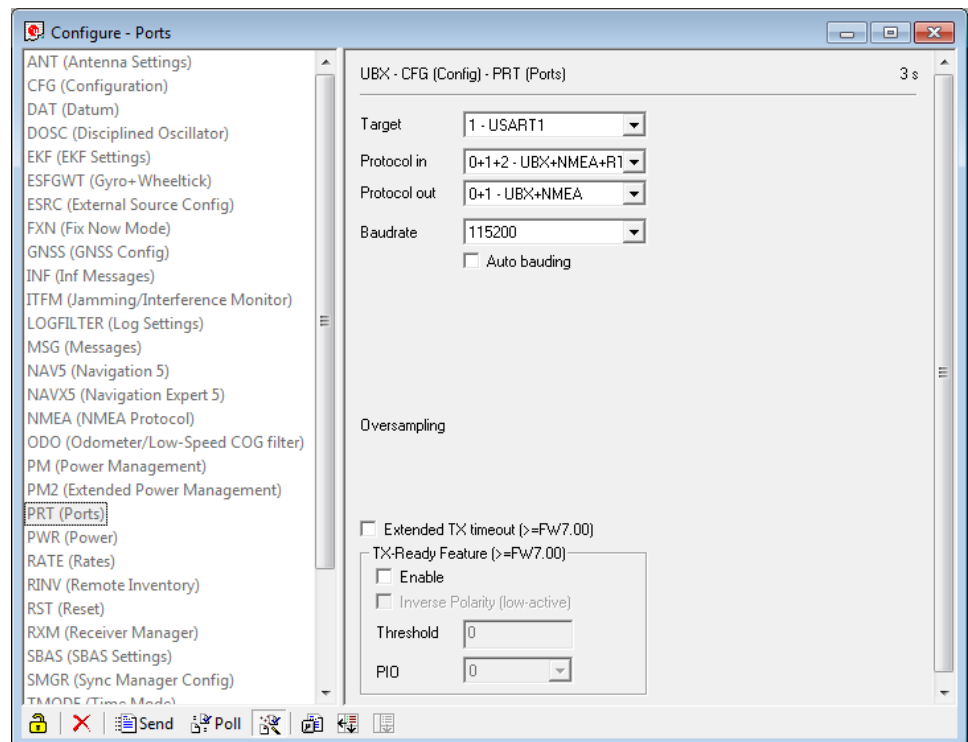 Configure - Ports
ANT (Antenna Settings)
CFG (Configuration)
DAT (Datum)
DOSC (Disciplined Oscillator)
EKF (EKF Settings)
ESFGWT (Gyro+Wheeltick)
ESRC (External Source Config)
FXN (Fix Now Mode)
GNSS (GNSS Config)
INF (Inf Messages)
ITFM (Jamming/Interference Monitor)
LOGFILTER (Log Settings)
MSG (Messages)
NAV5 (Navigation 5)
NAVX5 (Navigation Expert 5)
NMEA (NMEA Protocol)
ODO (Odometer/Low-Speed COG filter)
PM (Power Management)
PM2 (Extended Power Management)
PRT (Ports)
PWR (Power)
RATE (Rates)
RINV (Remote Inventory)
RST (Reset)
RXM (Receiver Manager)
SBAS (SBAS Settings)
SMGR (Sync Manager Config)
TMODE (Time Mode)
UBX - CFG (Config) - PRT (Ports) 3 s
Target 1 - USART1
Protocol in 0+1+2 - UBX+NMEA+RT
Protocol out 0+1 - UBX+NMEA
Baudrate 115200
Auto bauding
Oversampling
Extended TX timeout (>=FW7.00)
TX-Ready Feature (>=FW7.00)
Enable
Inverse Polarity (low-active)
Threshold 0
PIO 0
Send Poll